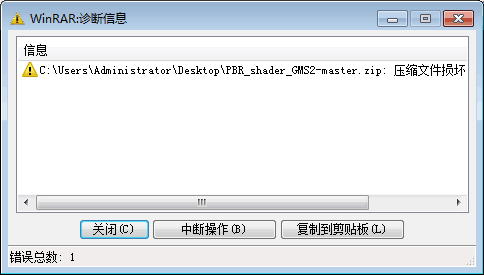 WinRAR:诊断信息
信息
C:\Users\Administrator\Desktop\PBR_shader_GMS2-master.zip: 压缩文件损坏
关闭(C)
中断操作(B)
复制到剪贴板(L)
错误总数: 1